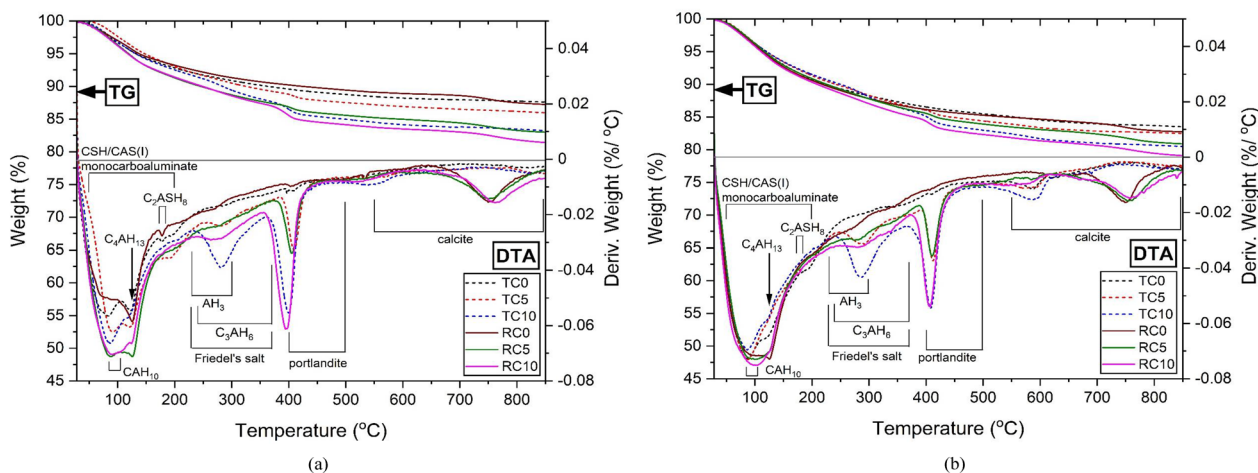 100
95
90
85
80
75
70
65
60
55
50
45
Weight (%)
TG
0.04
0.02
0
-0.02
-0.04
-0.06
-0.08
Deriv. Weight (%/ °C)
CSH/CAS(I)
monocarboaluminate
C₂ASH₈
C₄AH₁₃
CAH₁₀
AH₃
C₃AH₆
Friedel's salt
portlandite
calcite
DTA
TC0
TC5
TC10
RC0
RC5
RC10
100 200 300 400 500 600 700 800
Temperature (°C)
(a)
100
95
90
85
80
75
70
65
60
55
50
45
Weight (%)
TG
0.04
0.02
0
-0.02
-0.04
-0.06
-0.08
Deriv. Weight (%/ °C)
CSH/CAS(I)
monocarboaluminate
C₂ASH₈
C₄AH₁₃
CAH₁₀
AH₃
C₃AH₆
Friedel's salt
portlandite
calcite
DTA
TC0
TC5
TC10
RC0
RC5
RC10
100 200 300 400 500 600 700 800
Temperature (°C)
(b)